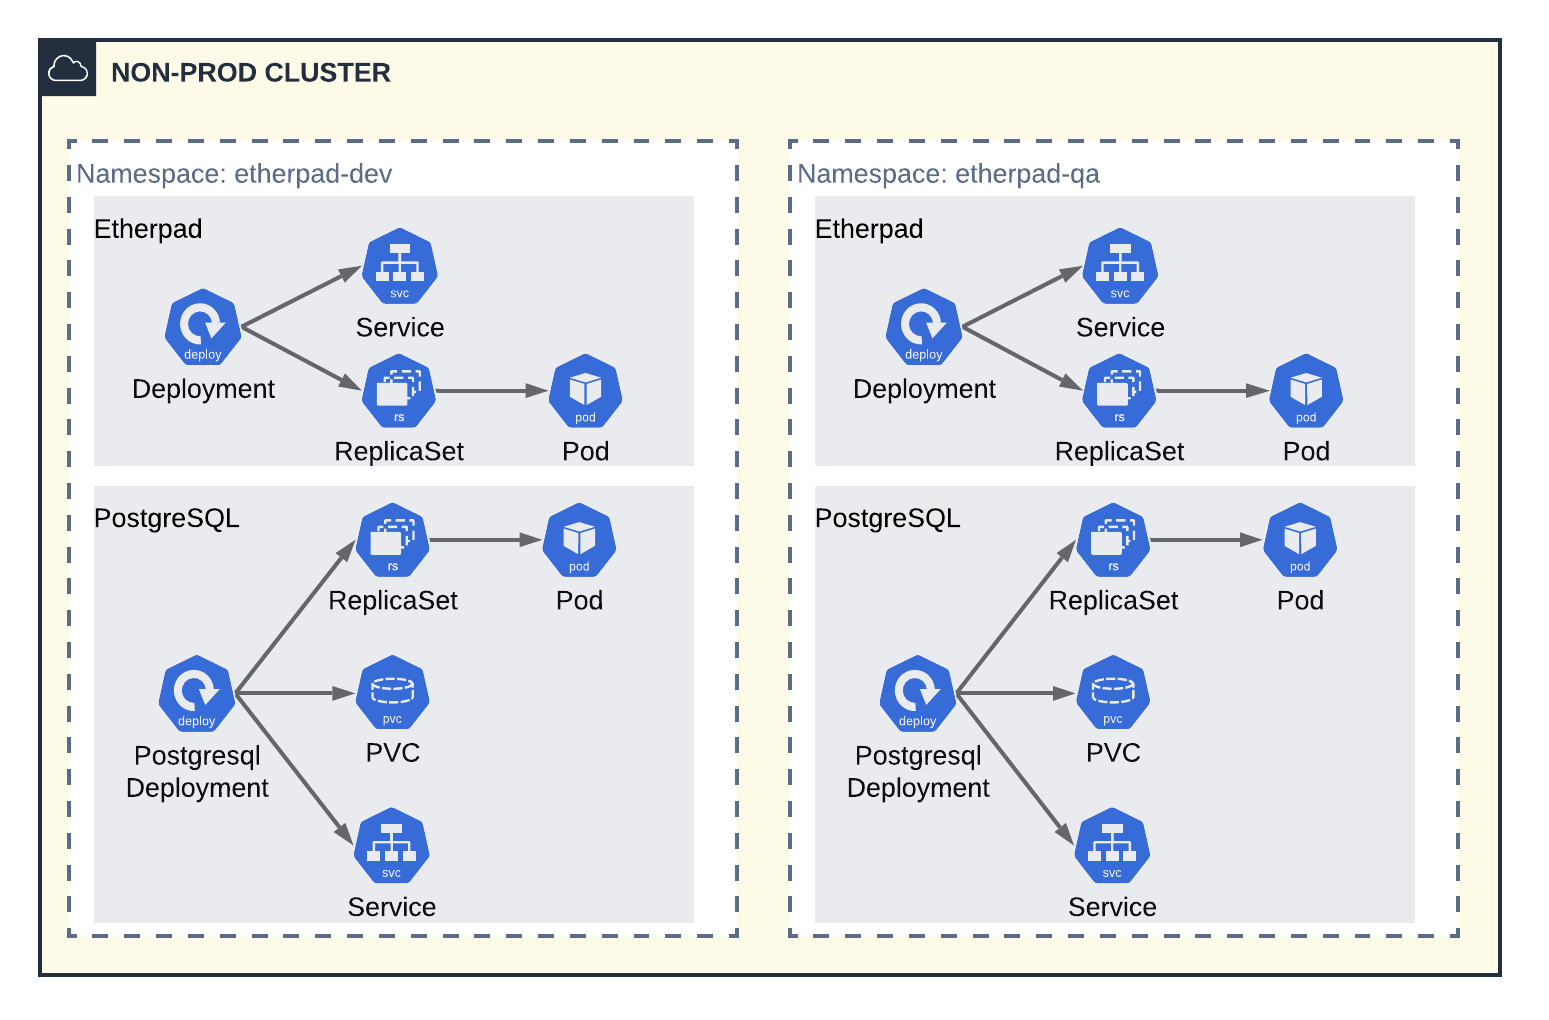 NON-PROD CLUSTER
Namespace: etherpad-dev
Etherpad
svc
Service
deploy
Deployment
rs
ReplicaSet
pod
Pod
PostgreSQL
rs
ReplicaSet
pod
Pod
deploy
Postgresql
Deployment
pvc
PVC
svc
Service
Namespace: etherpad-qa
Etherpad
svc
Service
deploy
Deployment
rs
ReplicaSet
pod
Pod
PostgreSQL
rs
ReplicaSet
pod
Pod
deploy
Postgresql
Deployment
pvc
PVC
svc
Service